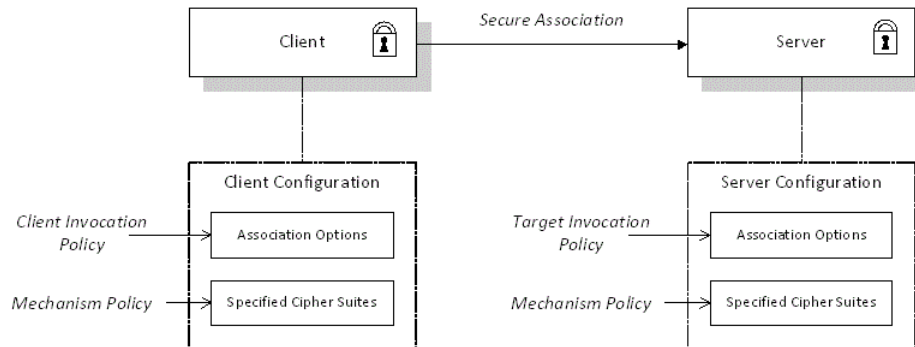 Secure Association
Client
Server
Client Configuration
Client Invocation
Policy
Association Options
Mechanism Policy
Specified Cipher Suites
Server Configuration
Target Invocation
Policy
Association Options
Mechanism Policy
Specified Cipher Suites